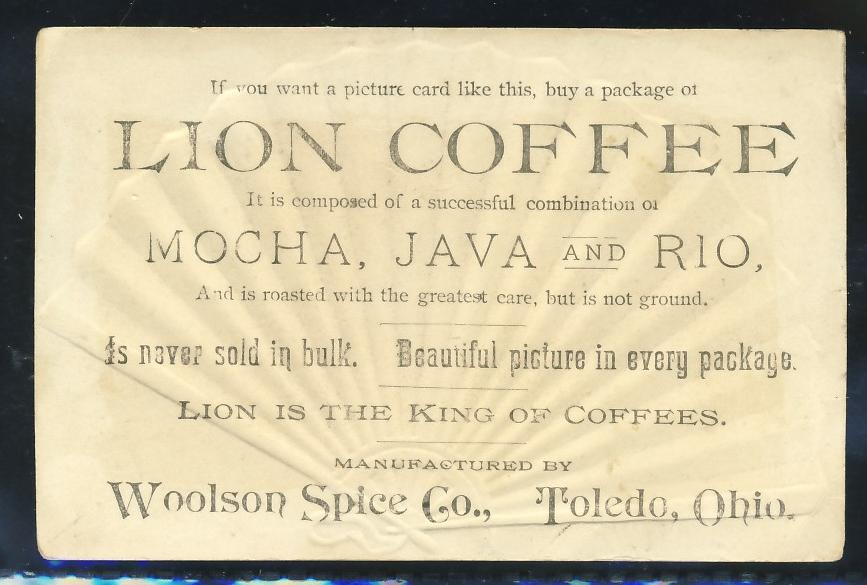 If you want a picture card like this, buy a package of
LION COFFEE
It is composed of a successful combination of
MOCHA, JAVA AND RIO,
And is roasted with the greatest care, but is not ground.
Is never sold in bulk. Beautiful picture in every package.
LION IS THE KING OF COFFEES.
MANUFACTURED BY
Woolson Spice Co., Toledo, Ohio.